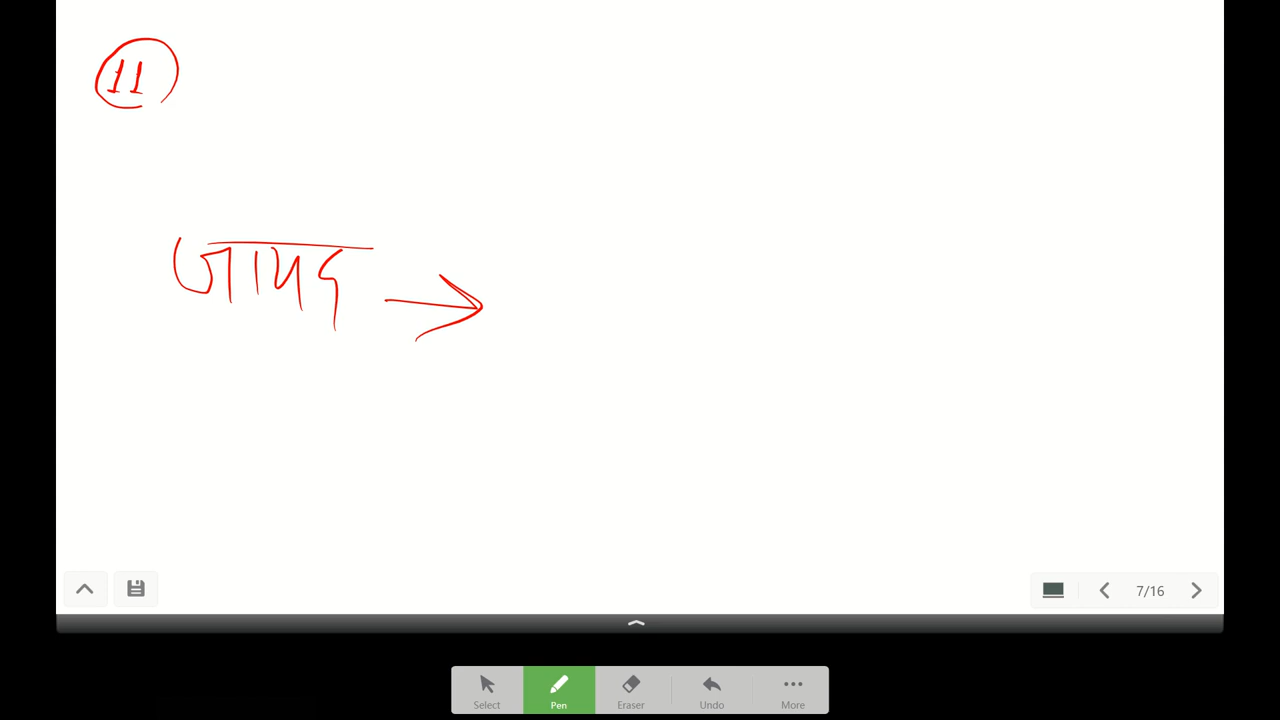 11
जायद →
7/16
Select Pen Eraser Undo More